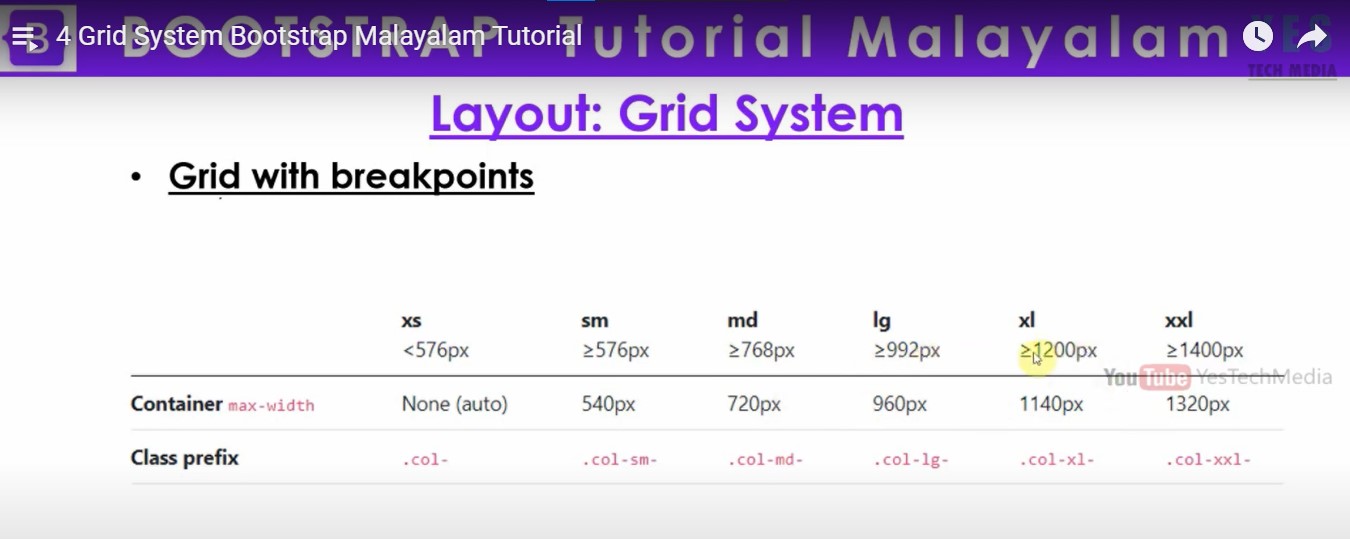 BOOTSTRAP Tutorial Malayalam
4 Grid System Bootstrap Malayalam Tutorial
YES
TECH MEDIA
Layout: Grid System
• Grid with breakpoints
xs sm md lg xl xxl
<576px ≥576px ≥768px ≥992px ≥1200px ≥1400px
YouTube YesTechMedia
Container max-width None (auto) 540px 720px 960px 1140px 1320px
Class prefix .col- .col-sm- .col-md- .col-lg- .col-xl- .col-xxl-